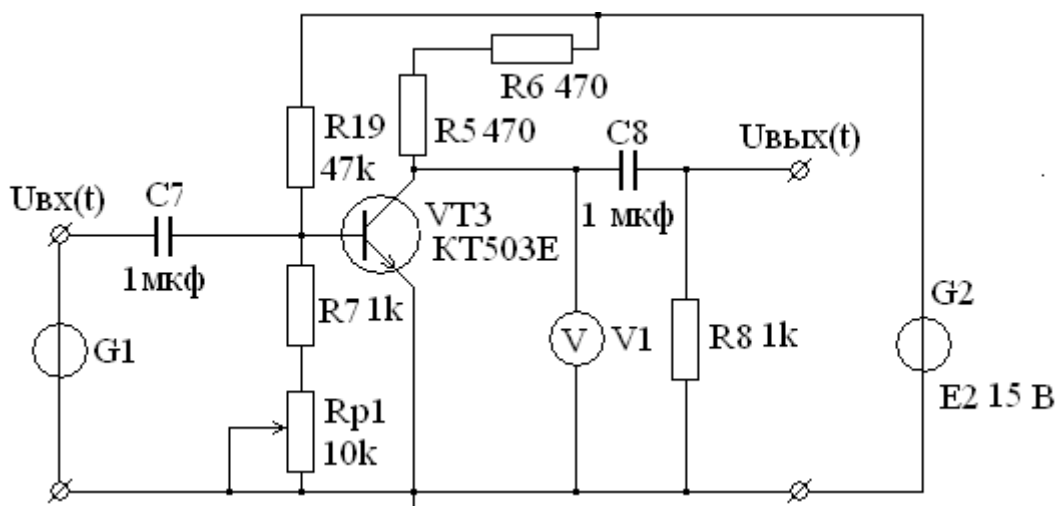 R6 470
R19
47k
R5 470
C8
Uвых(t)
Uвх(t)
C7
VT3
КТ503Е
1 мкф
1мкф
G2
R7 1k
G1
V
V1
R8 1k
Rp1
10k
E2 15 В